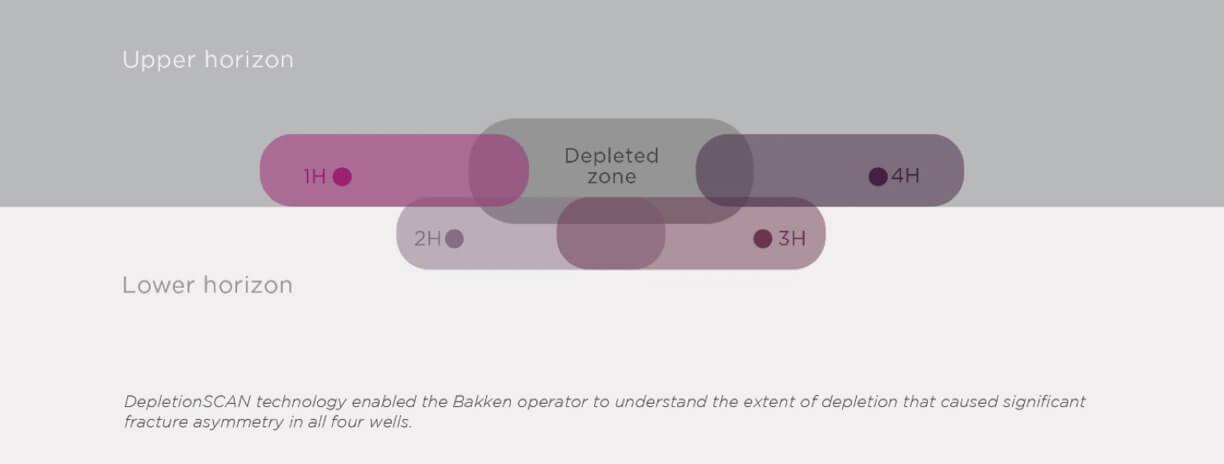 Upper horizon
Depleted
zone
1H
4H
2H
3H
Lower horizon
DepletionSCAN technology enabled the Bakken operator to understand the extent of depletion that caused significant
fracture asymmetry in all four wells.